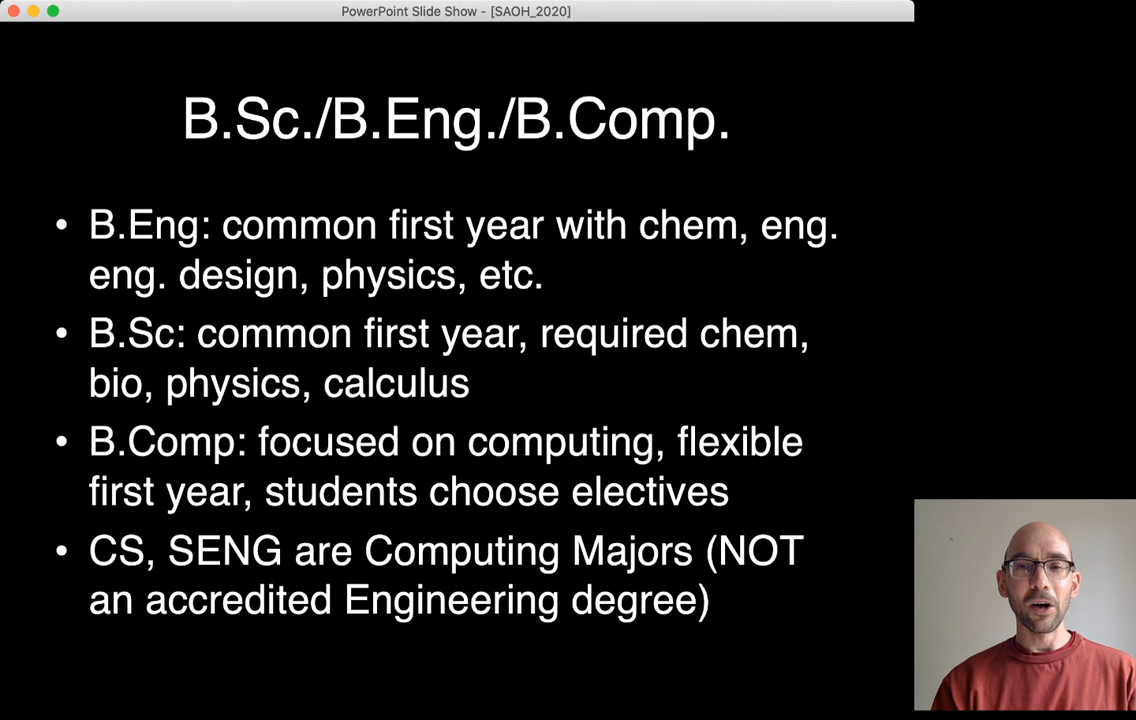 PowerPoint Slide Show - [SAOH_2020]
B.Sc./B.Eng./B.Comp.
• B.Eng: common first year with chem, eng.
eng. design, physics, etc.
• B.Sc: common first year, required chem,
bio, physics, calculus
• B.Comp: focused on computing, flexible
first year, students choose electives
• CS, SENG are Computing Majors (NOT
an accredited Engineering degree)